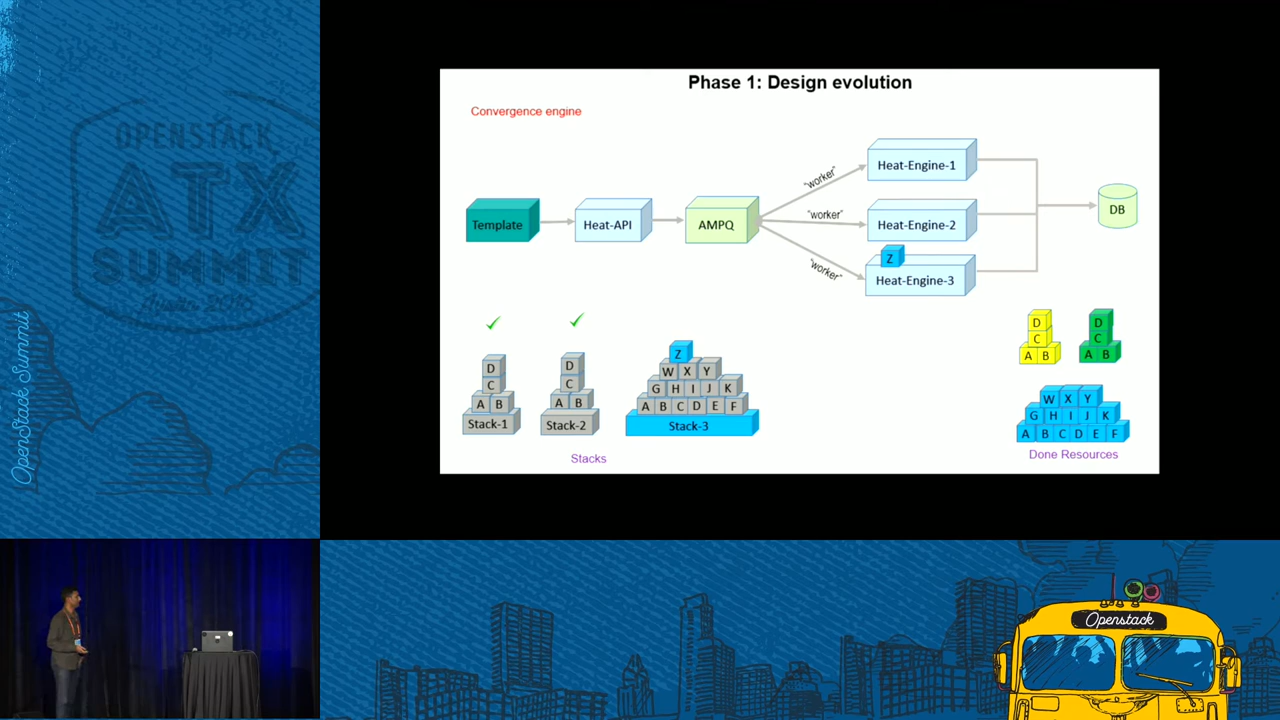 OPENSTACK
ATX
SUMMIT
OpenStack Summit
Phase 1: Design evolution
Convergence engine
Template
Heat-API
AMPQ
"worker"
"worker"
"worker"
Heat-Engine-1
Heat-Engine-2
Z
Heat-Engine-3
DB
D
C
A B
Stack-1
D
C
A B
Stack-2
Z
W X Y
G H I J K
A B C D E F
Stack-3
Stacks
D
C
A B
D
C
A B
W X Y
G H I J K
A B C D E F
Done Resources
Openstack